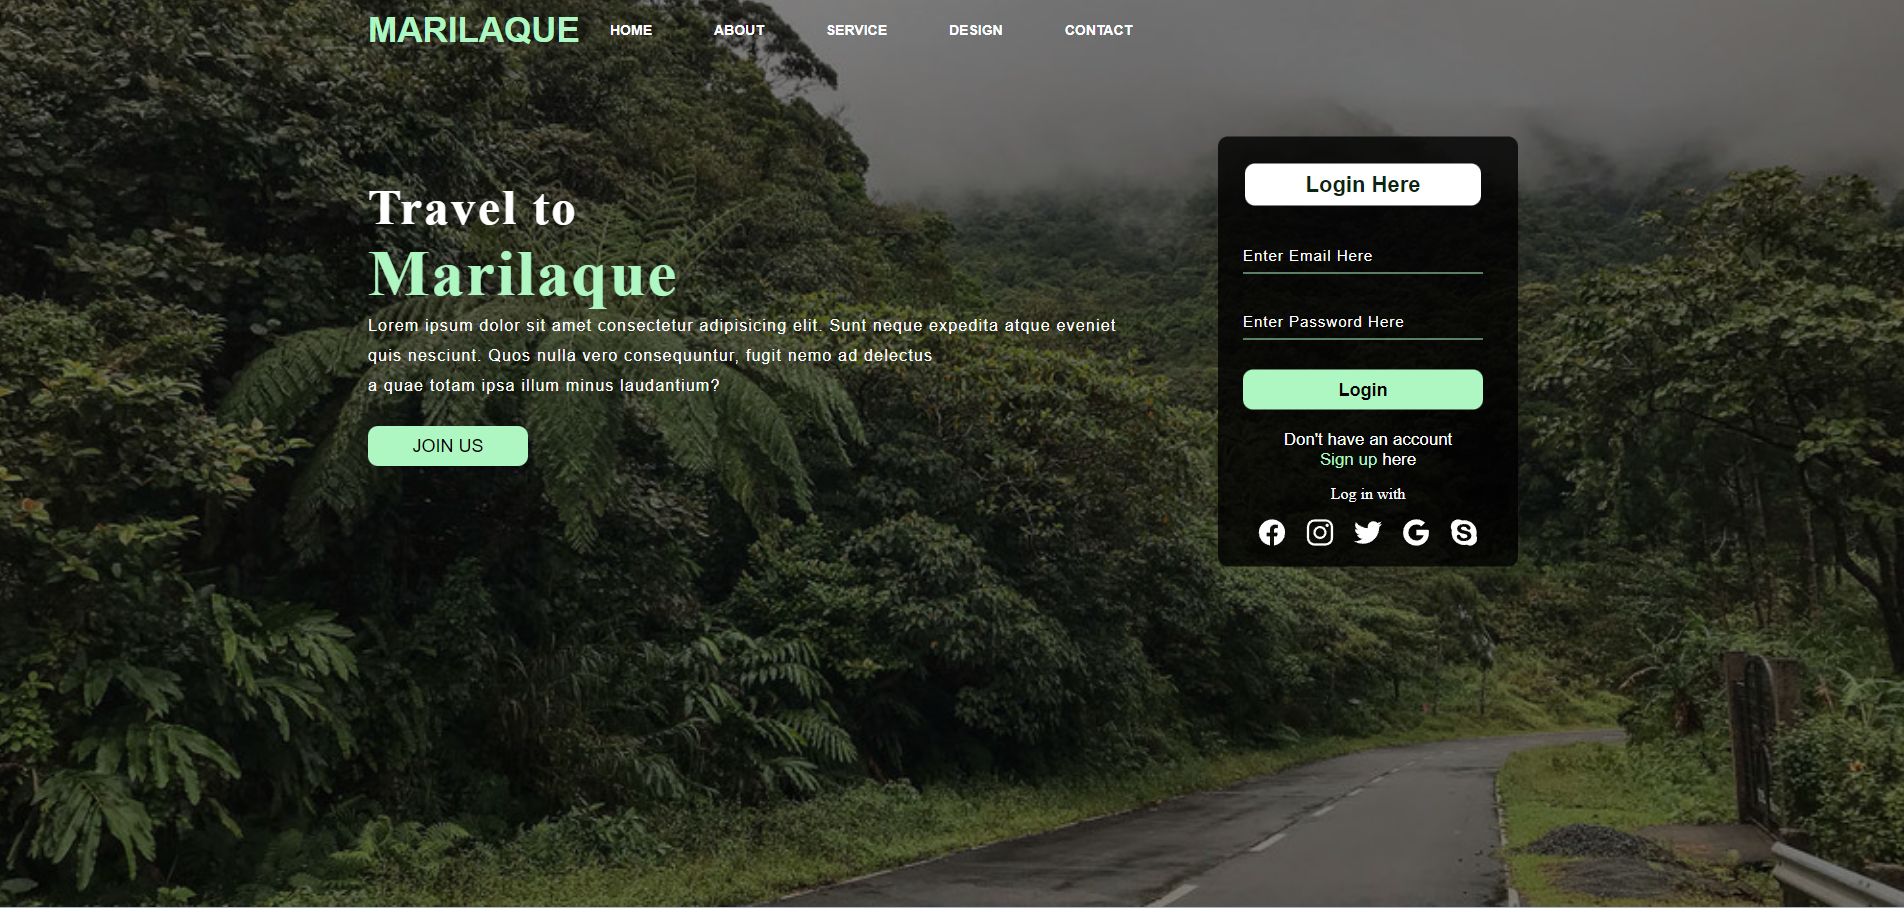 MARILAQUE
HOME ABOUT SERVICE DESIGN CONTACT
Travel to
Marilaque
Lorem ipsum dolor sit amet consectetur adipisicing elit. Sunt neque expedita atque eveniet
quis nesciunt. Quos nulla vero consequuntur, fugit nemo ad delectus
a quae totam ipsa illum minus laudantium?
JOIN US
Login Here
Enter Email Here
Enter Password Here
Login
Don't have an account
Sign up here
Log in with